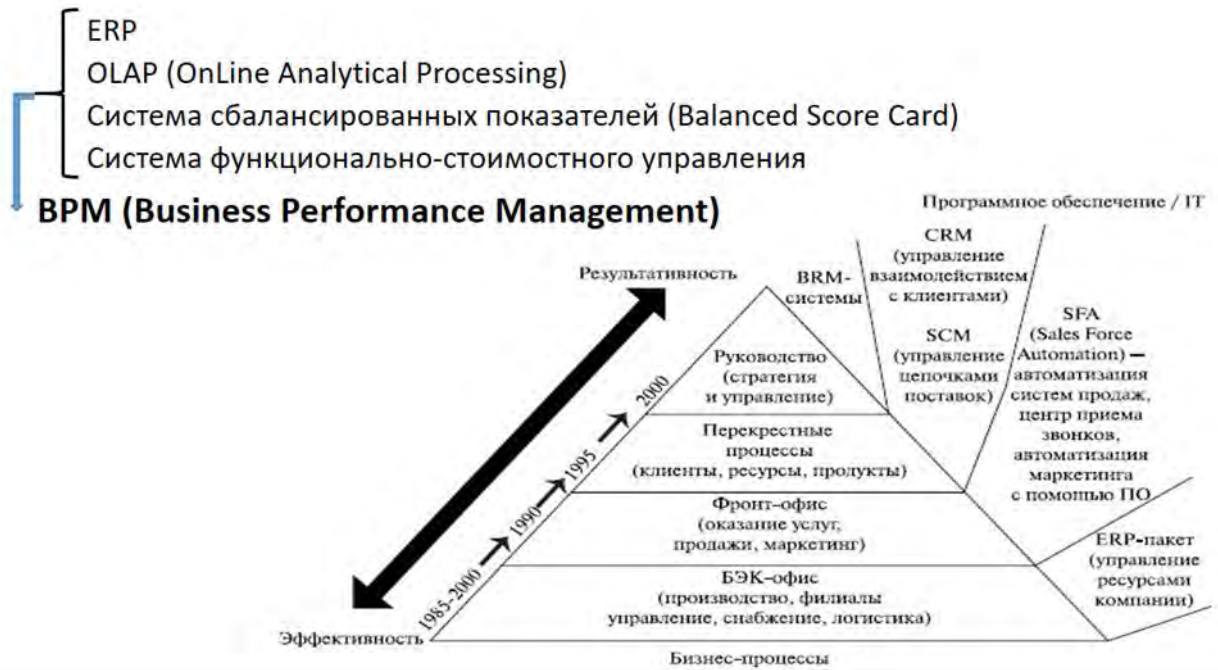 ERP
OLAP (OnLine Analytical Processing)
Система сбалансированных показателей (Balanced Score Card)
Система функционально-стоимостного управления
BPM (Business Performance Management)
Программное обеспечение / IT
Результативность
BRM-
системы
CRM
(управление
взаимодействием
с клиентами)
SCM
(управление
цепочками
поставок)
SFA
(Sales Force
Automation) —
автоматизация
систем продаж,
центр приема
звонков,
автоматизация
маркетинга
с помощью ПО
ERP-пакет
(управление
ресурсами
компании)
Руководство
(стратегия
и управление)
Перекрестные
процессы
(клиенты, ресурсы, продукты)
Фронт-офис
(оказание услуг,
продажи, маркетинг)
БЭК-офис
(производство, филиалы
управление, снабжение, логистика)
2000
1995
1990
1985-2000
Эффективность
Бизнес-процессы